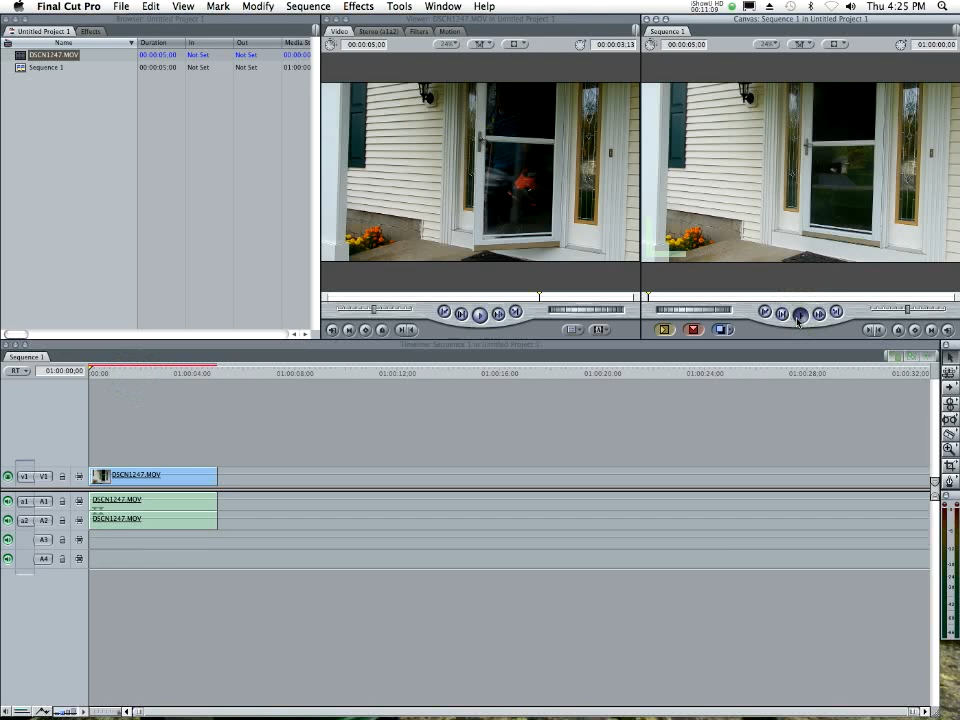 Final Cut Pro File Edit View Mark Modify Sequence Effects Tools Window Help iShowU HD 00:11:09 Thu 4:25 PM
Browser: Untitled Project 1
Viewer: DSCN1247.MOV in Untitled Project 1
Canvas: Sequence 1 in Untitled Project 1
Untitled Project 1 Effects
Video Stereo (a1a2) Filters Motion
Sequence 1
Name Duration In Out Media St
00:00:05;00 24% 00:00:03;13
00:00:05;00 24% 01:00:00;00
DSCN1247.MOV 00:00:05;00 Not Set Not Set 00:00:00
Sequence 1 00:00:05;00 Not Set Not Set 01:00:00
Timeline: Sequence 1 in Untitled Project 1
Sequence 1
RT 01:00:00;00 00:00 01:00:04;00 01:00:08;00 01:00:12;00 01:00:16;00 01:00:20;00 01:00:24;00 01:00:28;00 01:00:32;00
v1 V1 DSCN1247.MOV
a1 A1 DSCN1247.MOV
a2 A2 DSCN1247.MOV
A3
A4